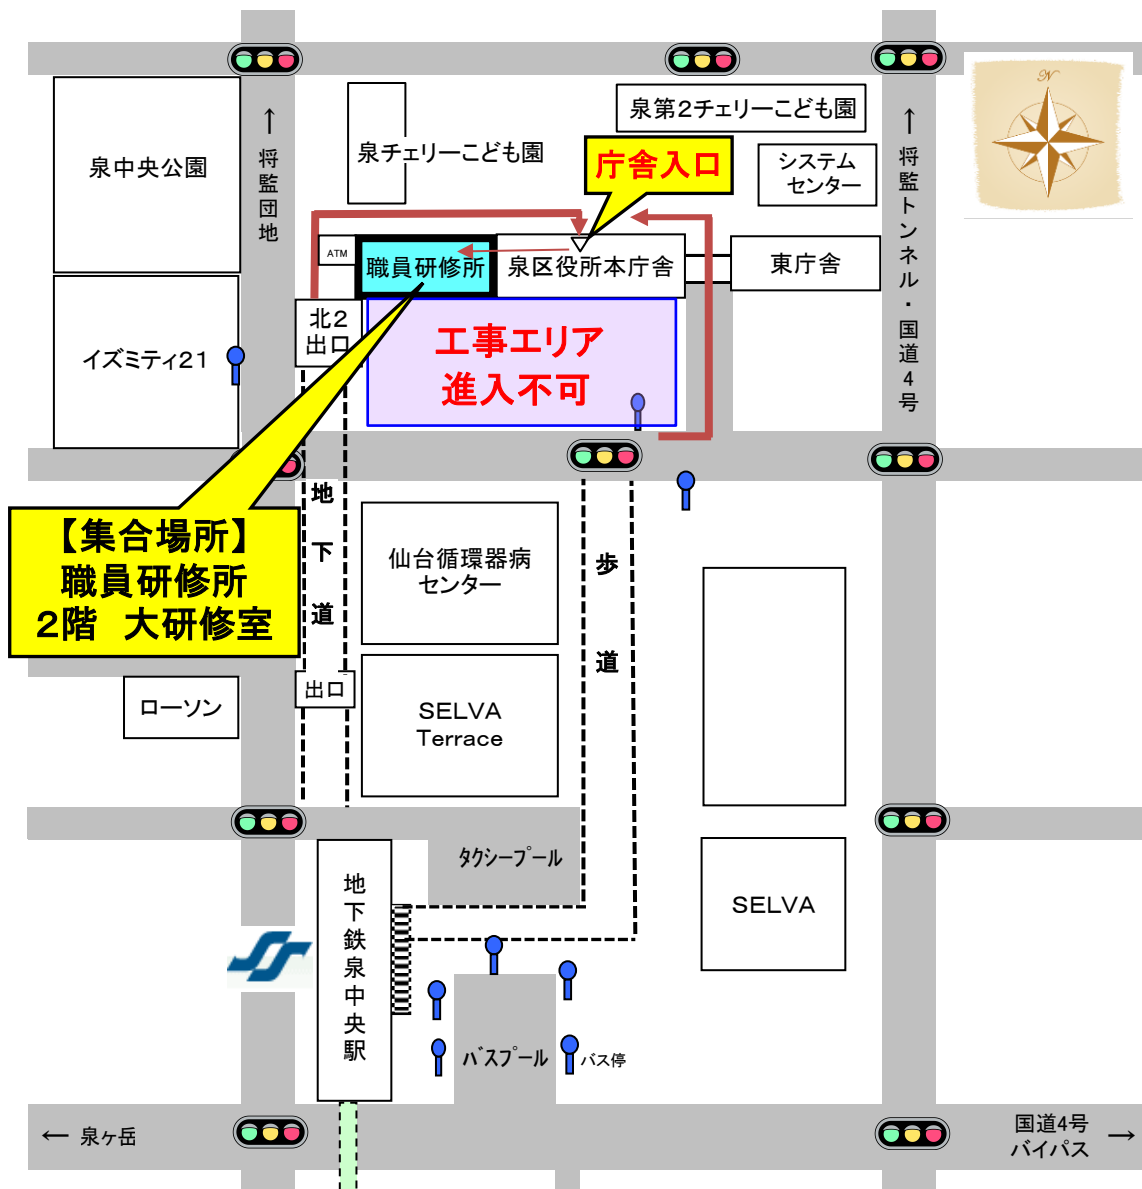 N
泉中央公園
↑
将監団地
泉チェリーこども園
泉第2チェリーこども園
庁舎入口
システム
センター
↑
将監トンネル・国道4号
ATM
職員研修所
泉区役所本庁舎
東庁舎
北2
出口
工事エリア
進入不可
イズミティ21
地下道
歩道
【集合場所】
職員研修所
2階　大研修室
仙台循環器病
センター
出口
ローソン
SELVA
Terrace
タクシープール
SELVA
地下鉄泉中央駅
バスプール
バス停
← 泉ヶ岳
国道4号
バイパス →